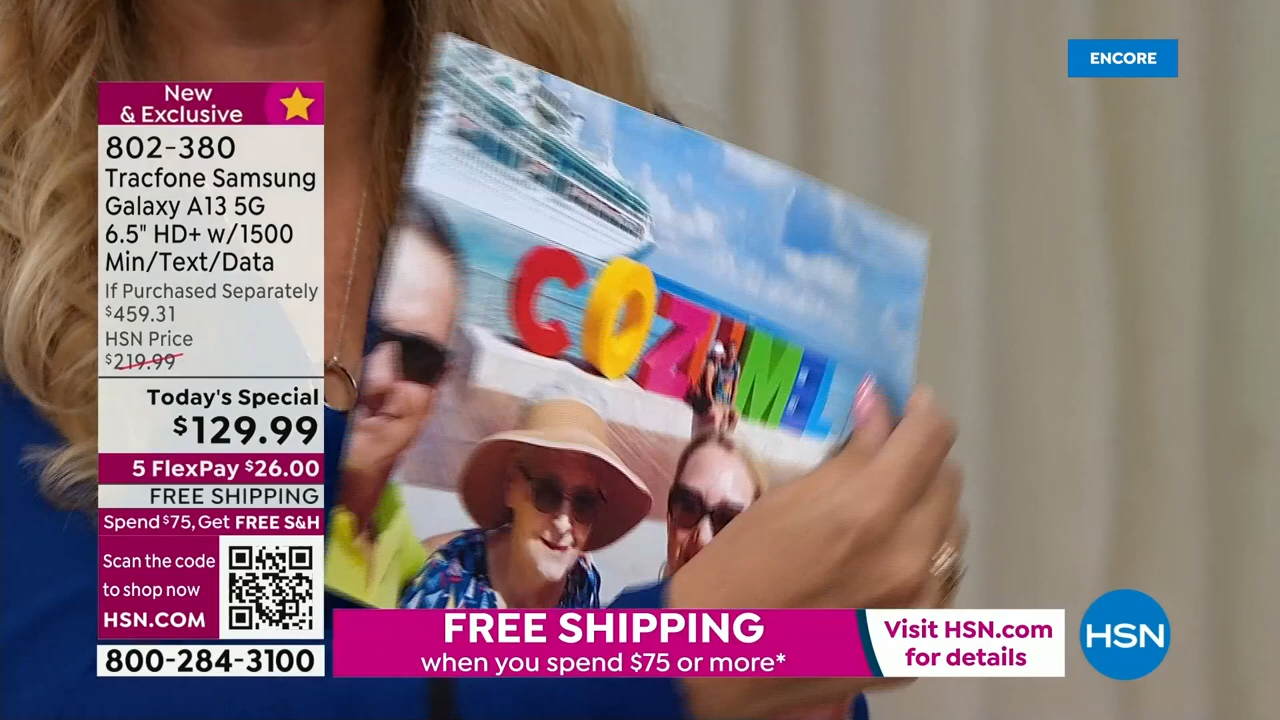 ENCORE
New
& Exclusive
802-380
Tracfone Samsung
Galaxy A13 5G
6.5" HD+ w/1500
Min/Text/Data
If Purchased Separately
$459.31
HSN Price
$219.99
Today's Special
$129.99
5 FlexPay $26.00
FREE SHIPPING
Spend $75, Get FREE S&H
Scan the code
to shop now
HSN.COM
800-284-3100
COZUMEL
FREE SHIPPING
when you spend $75 or more*
Visit HSN.com
for details
HSN